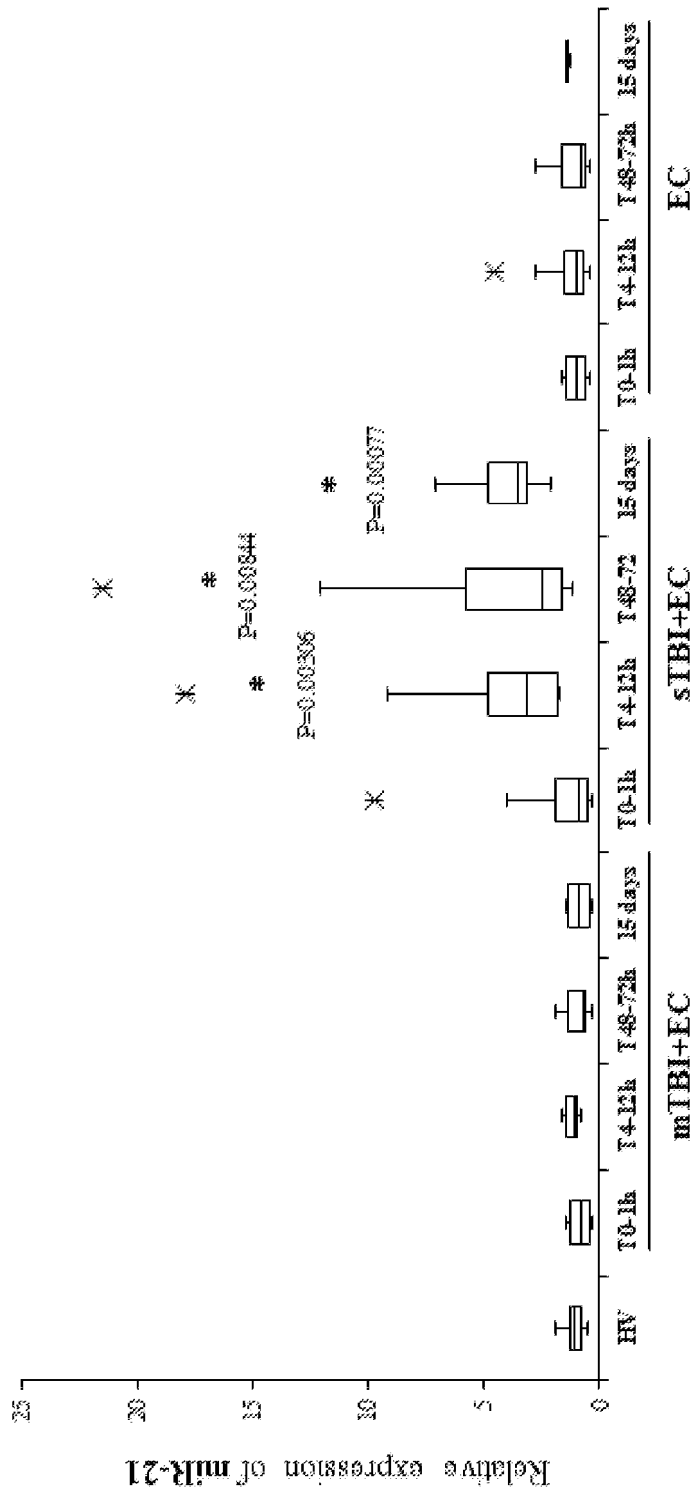 Relative expression of miR-21
25
20
15
10
5
0
P=0.00306
P=0.00844
P=0.00077
HV
T0-1h
T4-12h
T48-72h
15 days
T0-1h
T4-12h
T48-72
15 days
T0-1h
T4-12h
T48-72h
15 days
mTBI+EC
sTBI+EC
EC